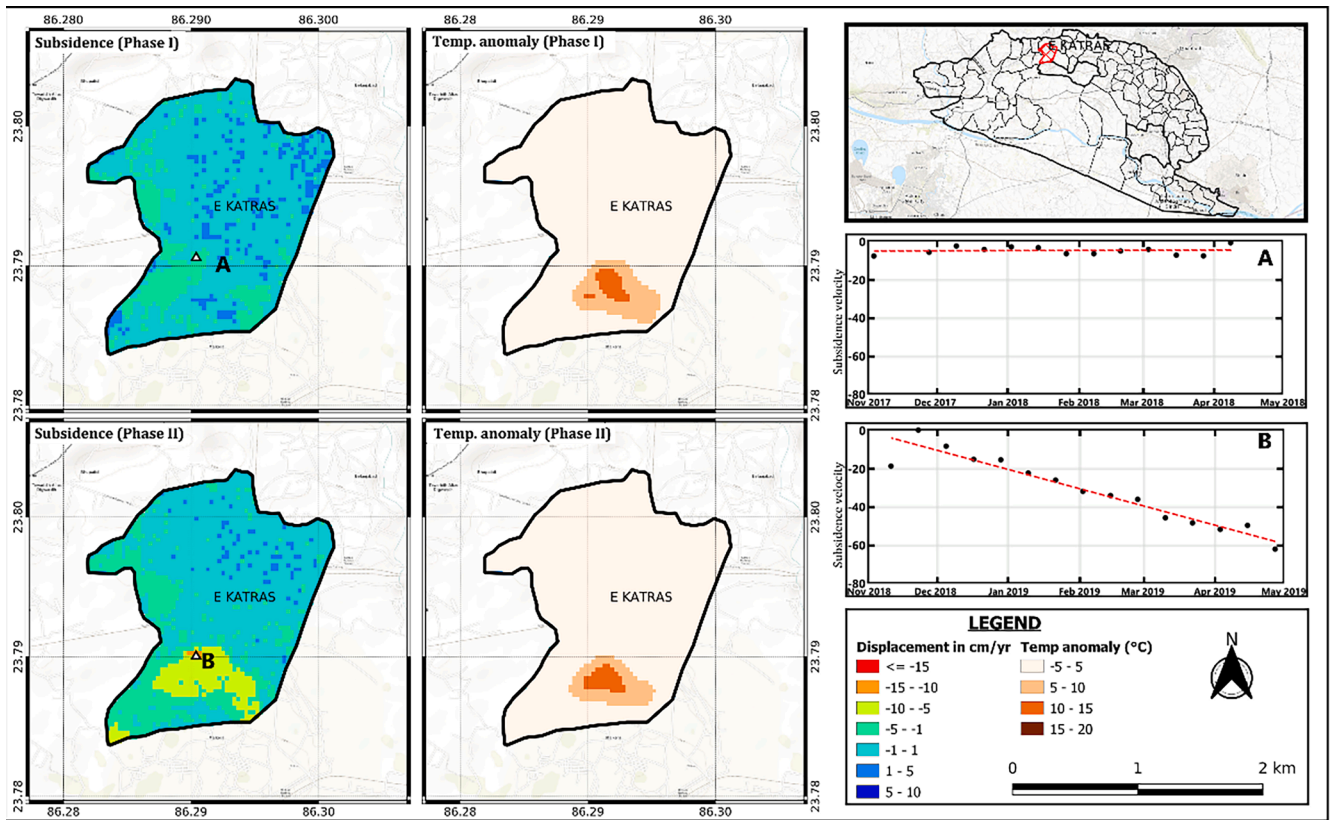 86.280 86.290 86.300
Subsidence (Phase I)
E KATRAS
A
23.80
23.79
23.78
86.29 86.30
Temp. anomaly (Phase I)
E KATRAS
23.80
23.79
23.78
E KATRAS
0
-20
-40
-60
-80
Subsidence velocity
A
Nov 2017 Dec 2017 Jan 2018 Feb 2018 Mar 2018 Apr 2018 May 2018
Subsidence (Phase II)
E KATRAS
B
23.80
23.79
23.78
86.28 86.29 86.30
Temp. anomaly (Phase II)
E KATRAS
23.80
23.79
23.78
86.29 86.30
0
-20
-40
-60
-80
Subsidence velocity
B
Nov 2018 Dec 2018 Jan 2019 Feb 2019 Mar 2019 Apr 2019 May 2019
LEGEND
Displacement in cm/yr Temp anomaly (°C)
<= -15 -5 - 5
-15 - -10 5 - 10
-10 - -5 10 - 15
-5 - -1 15 - 20
-1 - 1
1 - 5
5 - 10
N
0 1 2 km